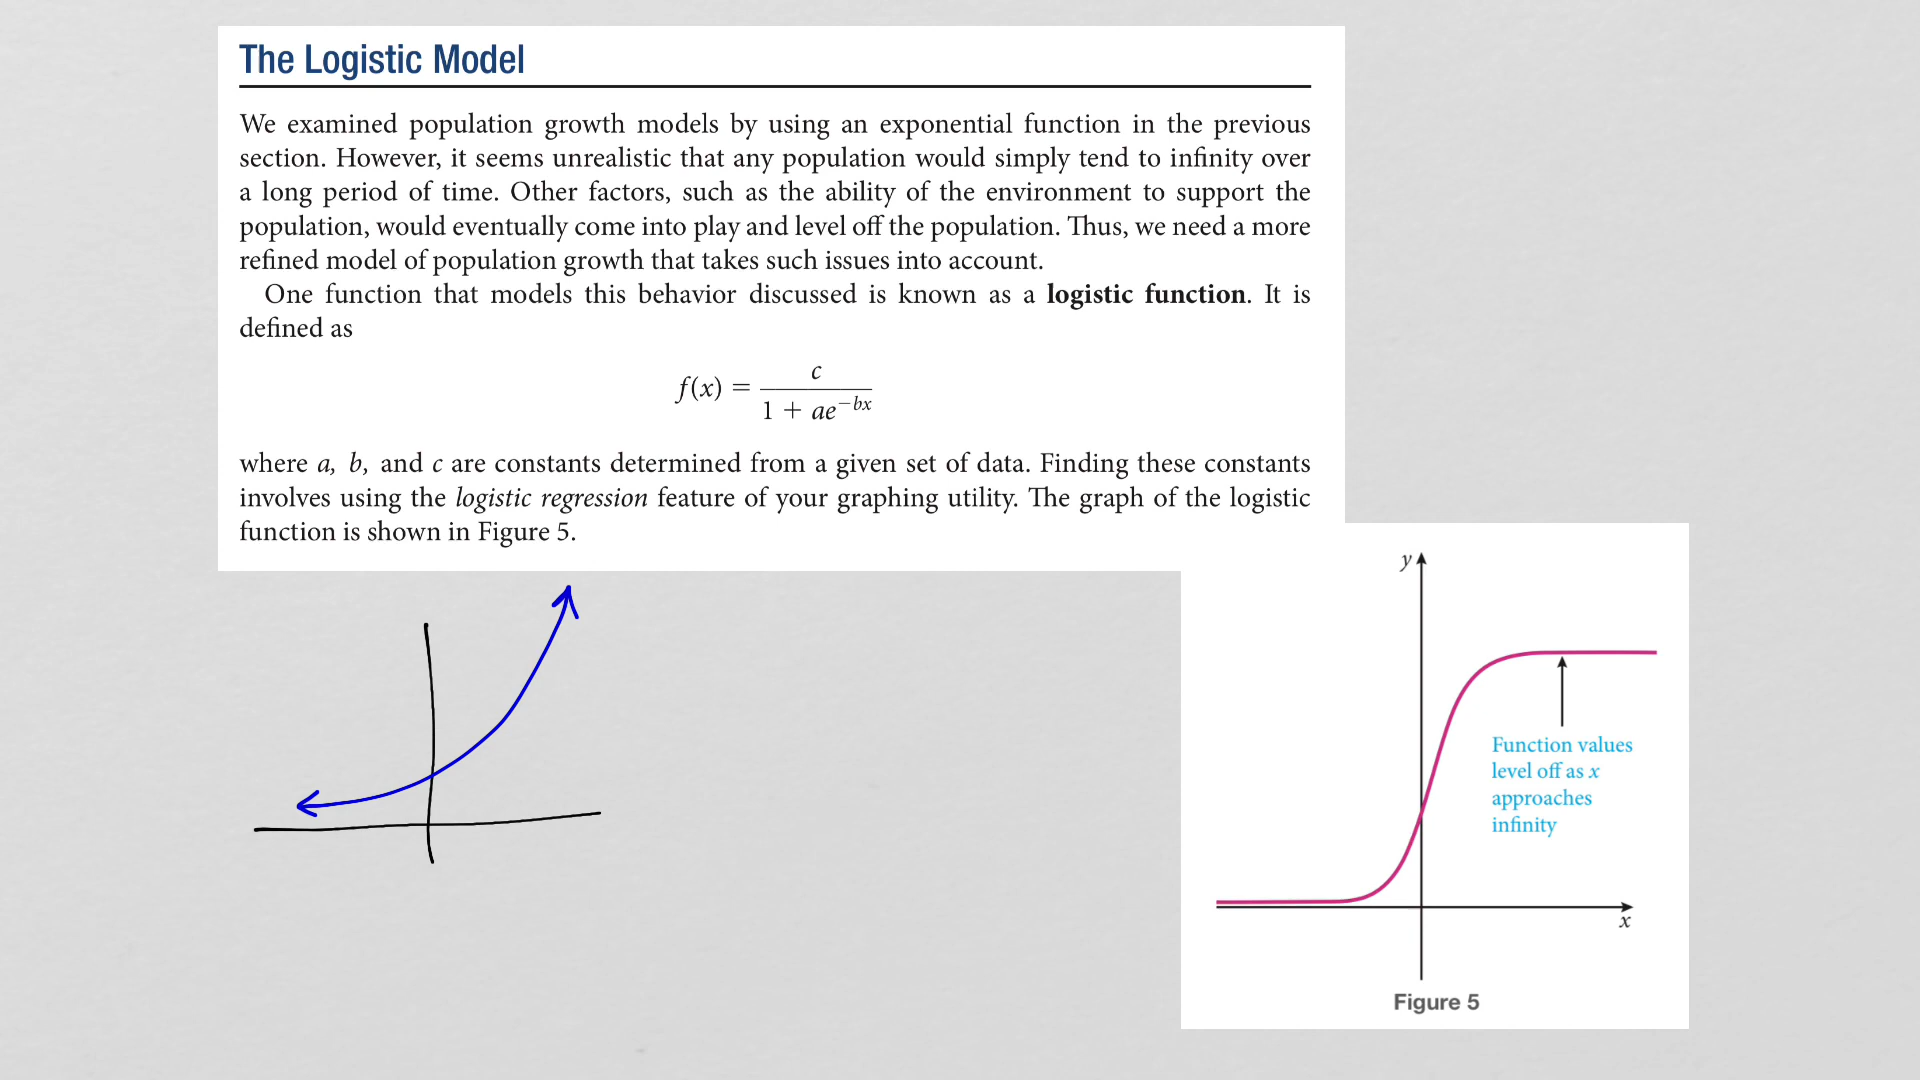 The Logistic Model
We examined population growth models by using an exponential function in the previous
section. However, it seems unrealistic that any population would simply tend to infinity over
a long period of time. Other factors, such as the ability of the environment to support the
population, would eventually come into play and level off the population. Thus, we need a more
refined model of population growth that takes such issues into account.
One function that models this behavior discussed is known as a logistic function. It is
defined as
f(x) = c / (1 + ae^{-bx})
where a, b, and c are constants determined from a given set of data. Finding these constants
involves using the logistic regression feature of your graphing utility. The graph of the logistic
function is shown in Figure 5.
y
Function values
level off as x
approaches
infinity
x
Figure 5